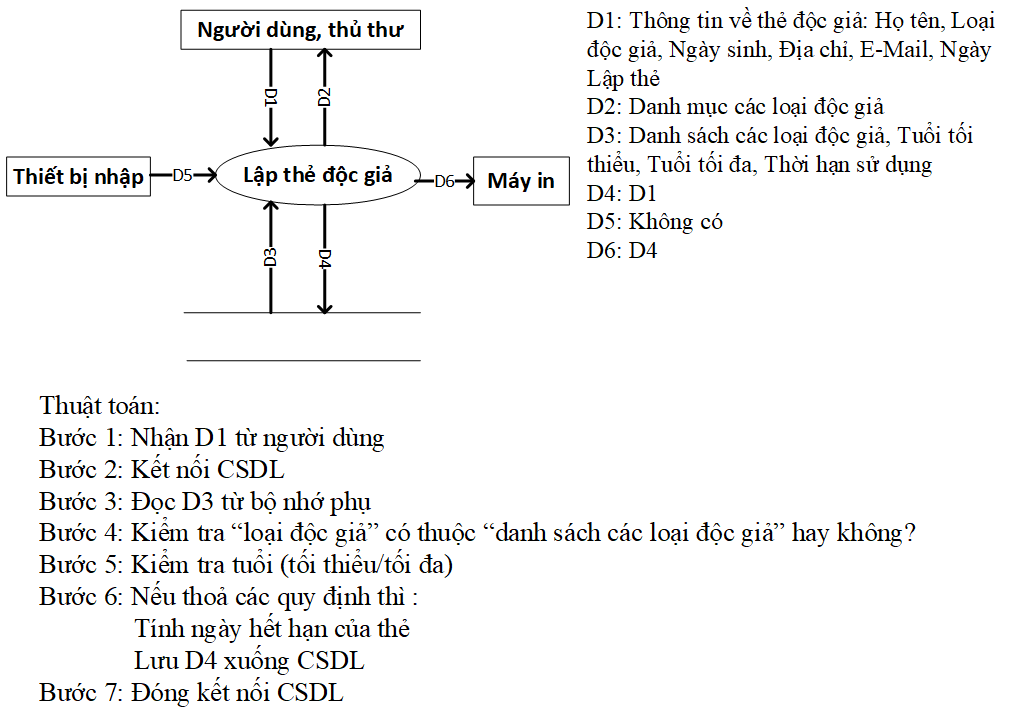 Người dùng, thủ thư
D1
D2
Thiết bị nhập
D5
Lập thẻ độc giả
D6
Máy in
D3
D4
D1: Thông tin về thẻ độc giả: Họ tên, Loại
độc giả, Ngày sinh, Địa chỉ, E-Mail, Ngày
Lập thẻ
D2: Danh mục các loại độc giả
D3: Danh sách các loại độc giả, Tuổi tối
thiểu, Tuổi tối đa, Thời hạn sử dụng
D4: D1
D5: Không có
D6: D4
Thuật toán:
Bước 1: Nhận D1 từ người dùng
Bước 2: Kết nối CSDL
Bước 3: Đọc D3 từ bộ nhớ phụ
Bước 4: Kiểm tra “loại độc giả” có thuộc “danh sách các loại độc giả” hay không?
Bước 5: Kiểm tra tuổi (tối thiểu/tối đa)
Bước 6: Nếu thoả các quy định thì :
Tính ngày hết hạn của thẻ
Lưu D4 xuống CSDL
Bước 7: Đóng kết nối CSDL